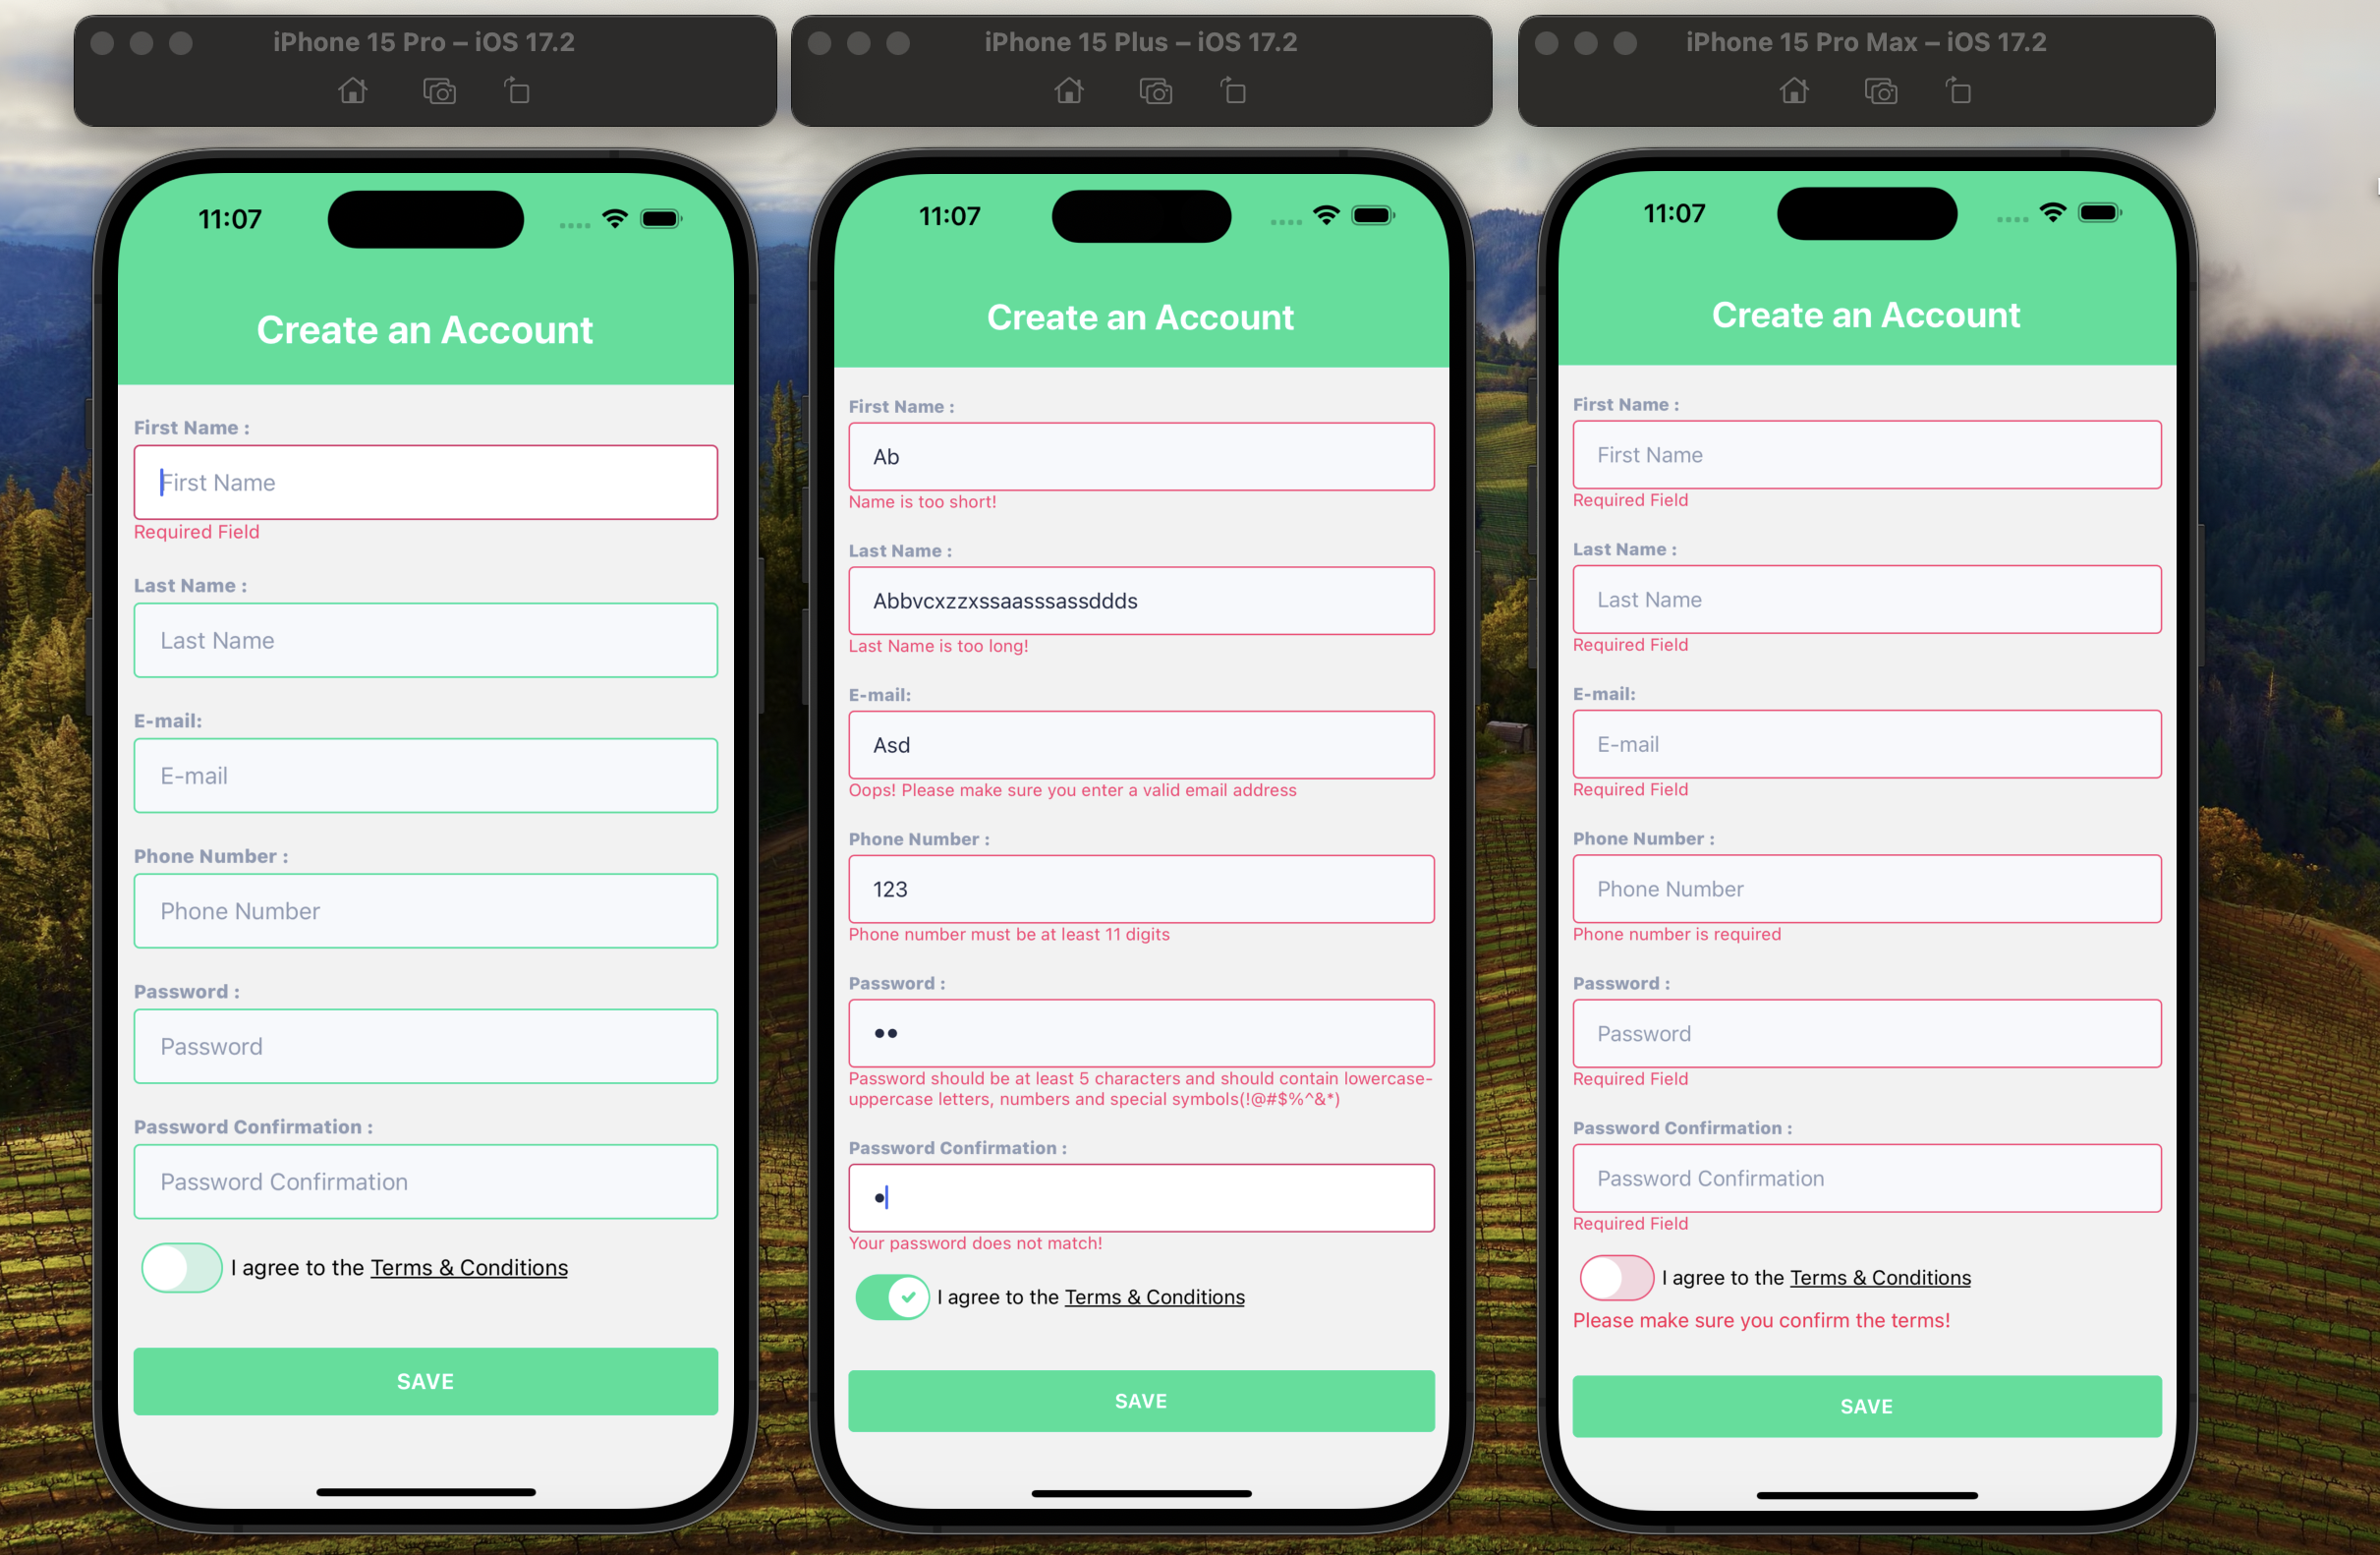 iPhone 15 Pro – iOS 17.2
11:07
Create an Account
First Name :
First Name
Required Field
Last Name :
Last Name
E-mail:
E-mail
Phone Number :
Phone Number
Password :
Password
Password Confirmation :
Password Confirmation
I agree to the Terms & Conditions
SAVE
iPhone 15 Plus – iOS 17.2
11:07
Create an Account
First Name :
Ab
Name is too short!
Last Name :
Abbvcxzzxssaasssassddds
Last Name is too long!
E-mail:
Asd
Oops! Please make sure you enter a valid email address
Phone Number :
123
Phone number must be at least 11 digits
Password :
••
Password should be at least 5 characters and should contain lowercase-
uppercase letters, numbers and special symbols(!@#$%^&*)
Password Confirmation :
•
Your password does not match!
I agree to the Terms & Conditions
SAVE
iPhone 15 Pro Max – iOS 17.2
11:07
Create an Account
First Name :
First Name
Required Field
Last Name :
Last Name
Required Field
E-mail:
E-mail
Required Field
Phone Number :
Phone Number
Phone number is required
Password :
Password
Required Field
Password Confirmation :
Password Confirmation
Required Field
I agree to the Terms & Conditions
Please make sure you confirm the terms!
SAVE